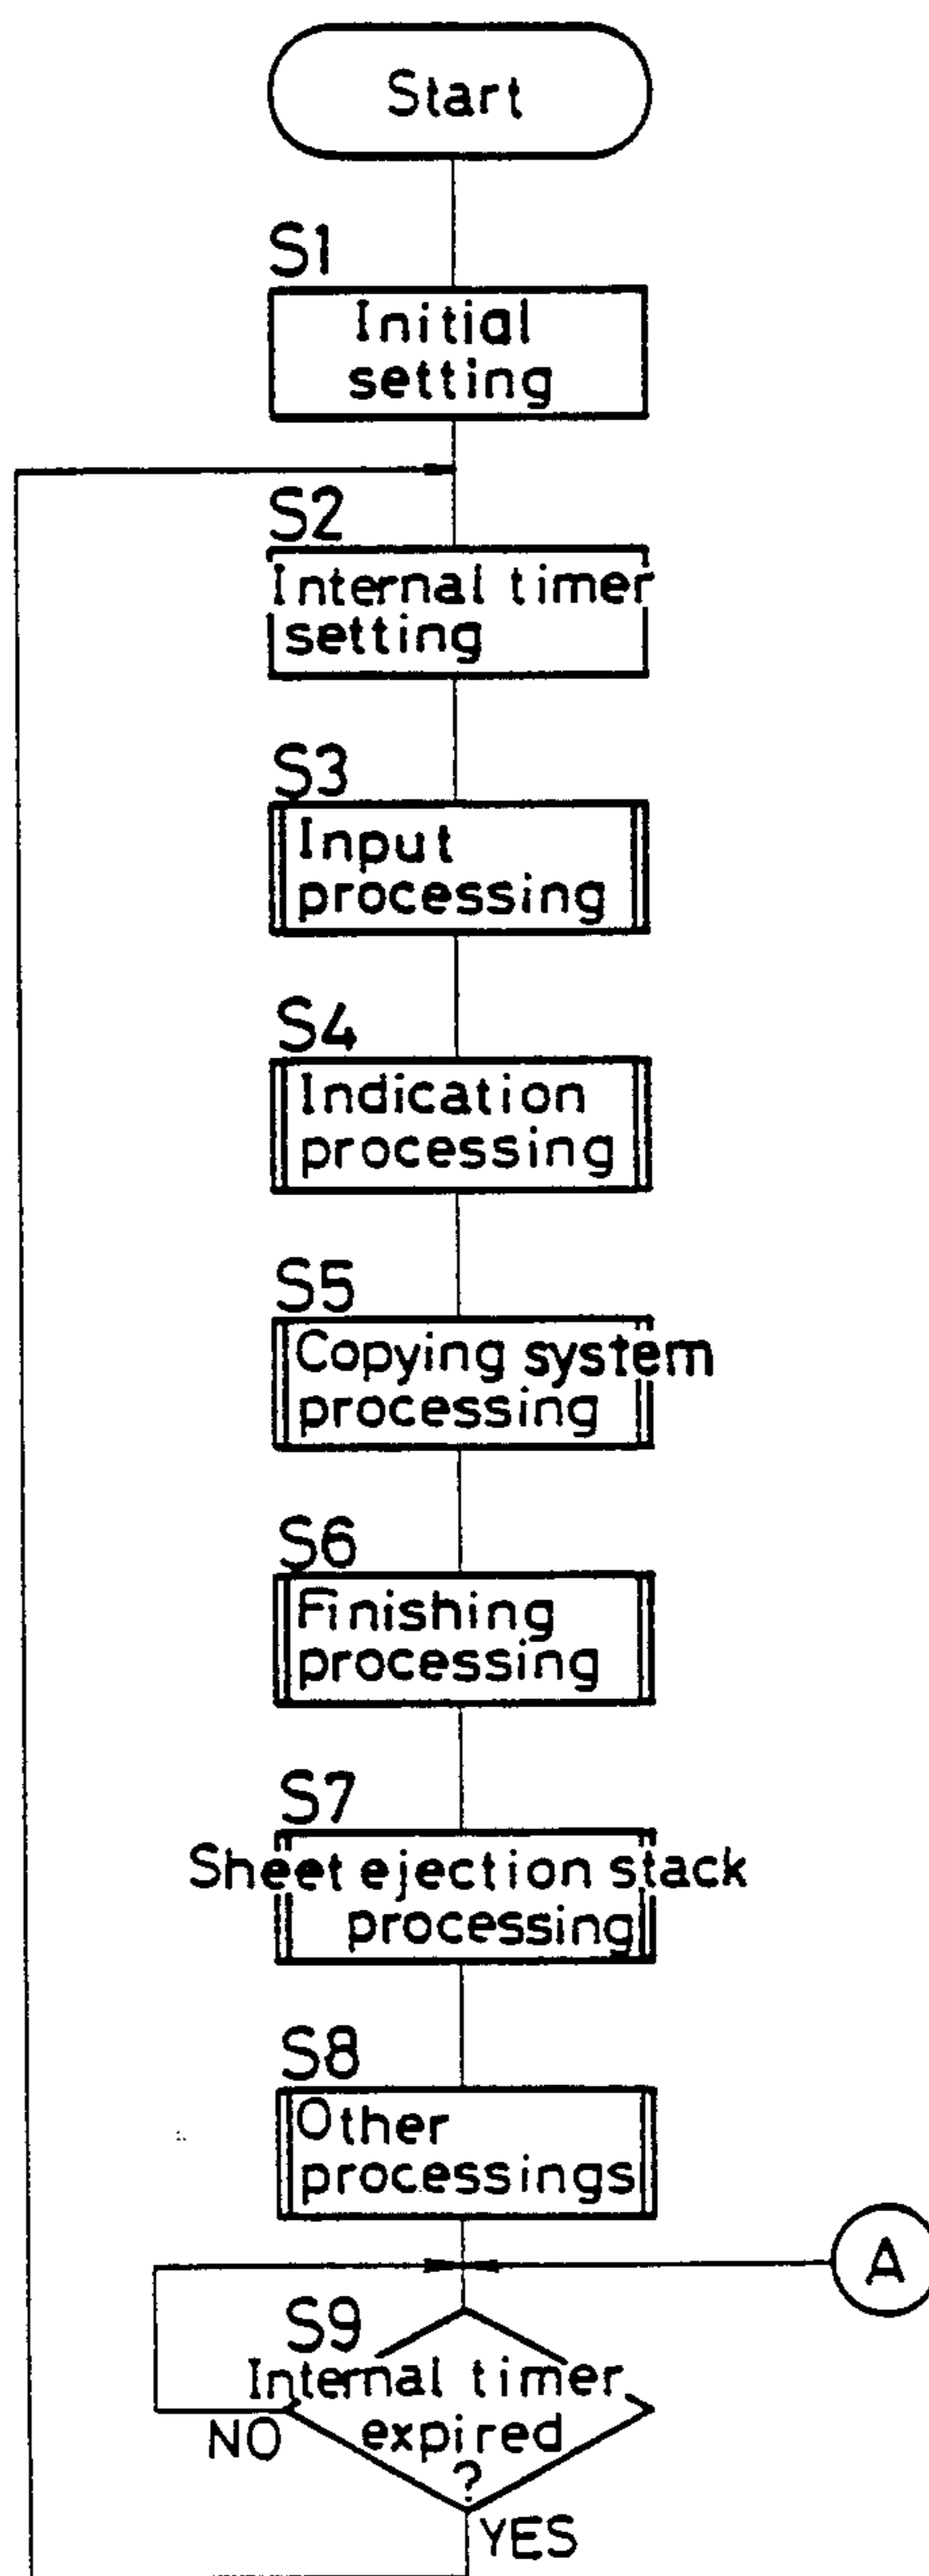 Start
S1
Initial
setting
S2
Internal timer
setting
S3
Input
processing
S4
Indication
processing
S5
Copying system
processing
S6
Finishing
processing
S7
Sheet ejection stack
processing
S8
Other
processings
A
S9
Internal timer
expired
?
NO
YES